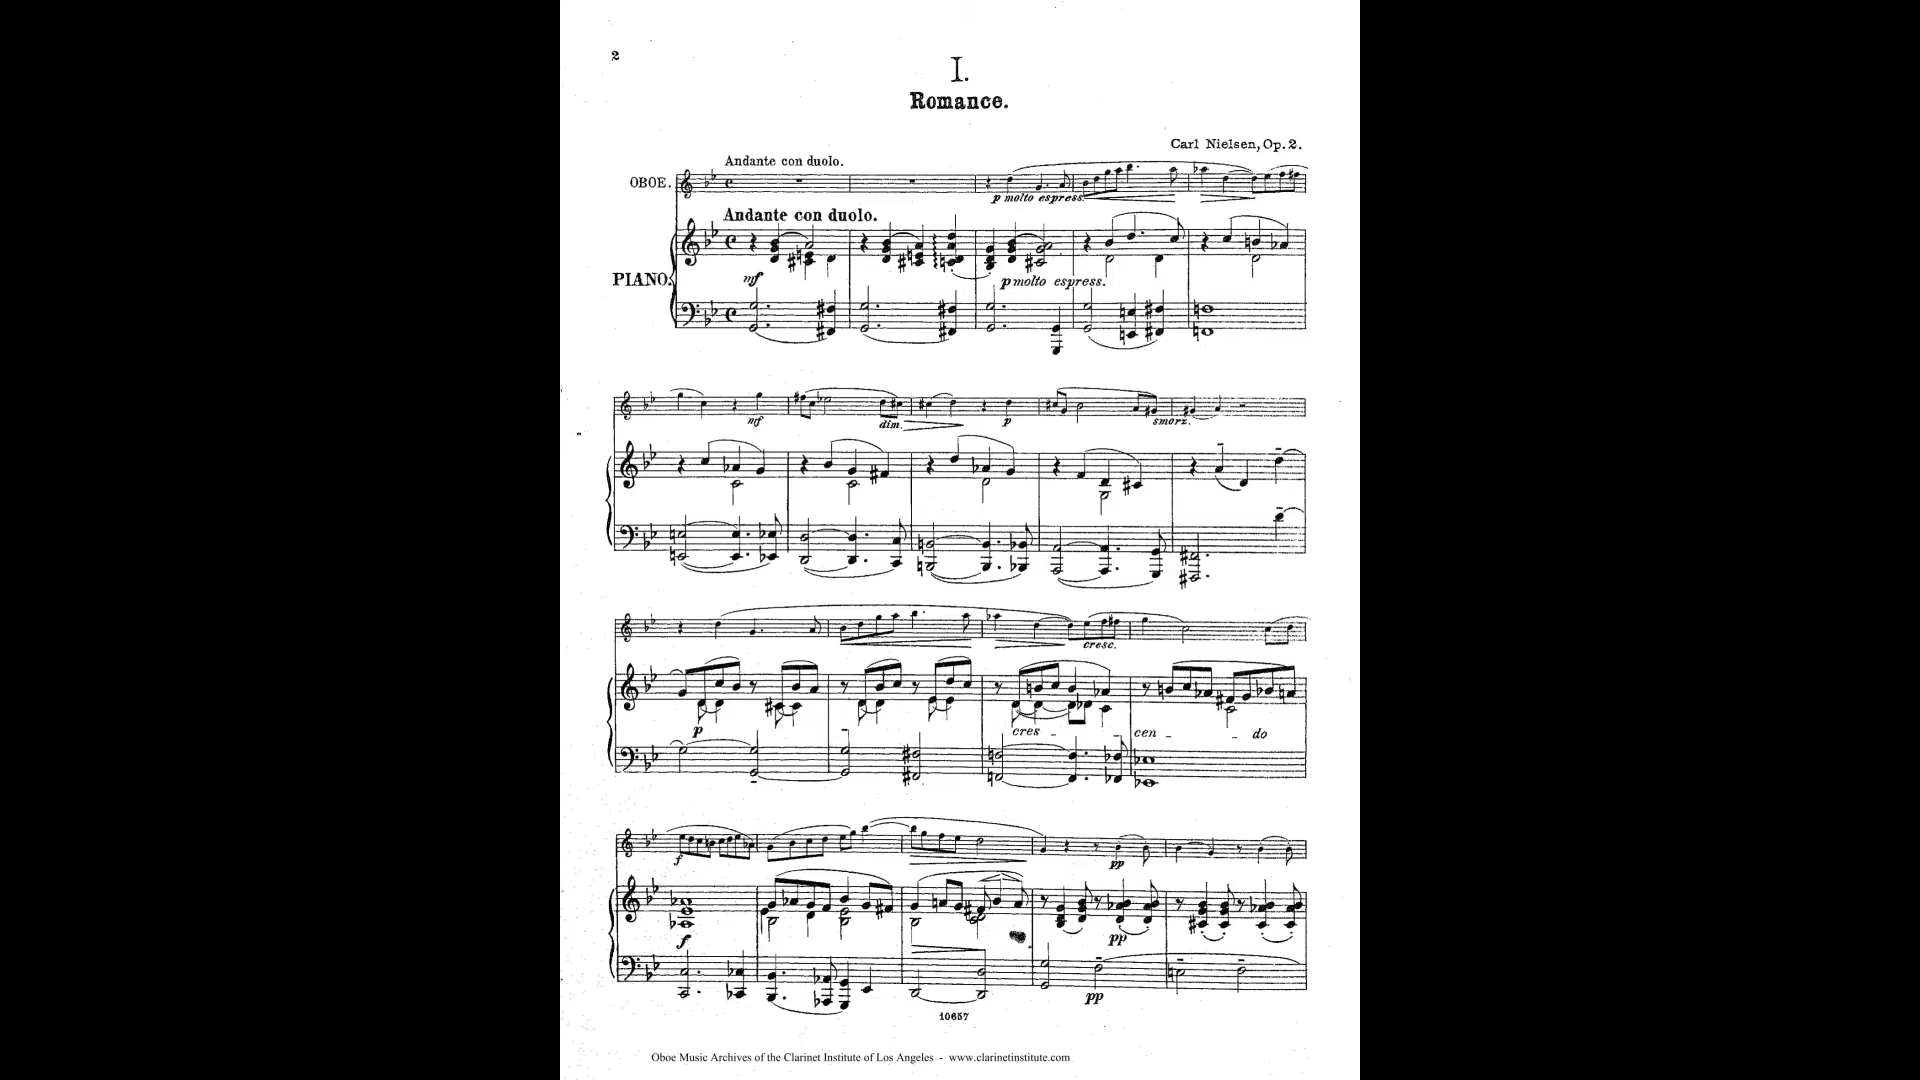 2
I.
Romance.
Carl Nielsen, Op. 2.
Andante con duolo.
OBOE.
p molto espress.
Andante con duolo.
PIANO.
mf
p molto espress.
mf
dim.
p
smorz.
cresc.
p
cres - cen - do
f
pp
f
pp
pp
10657
Oboe Music Archives of the Clarinet Institute of Los Angeles - www.clarinetinstitute.com